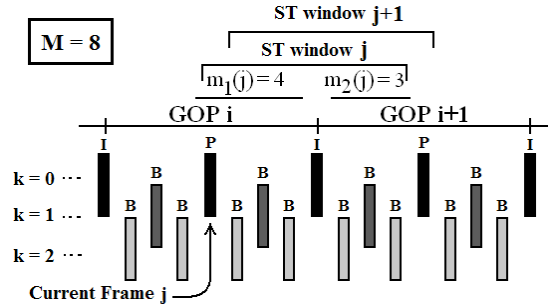 ST window j+1
M = 8
ST window j
m1(j)=4 m2(j)=3
GOP i GOP i+1
I P I P I
k = 0 ···
B B B B
k = 1 ···
B B B B B B B B
k = 2 ···
Current Frame j